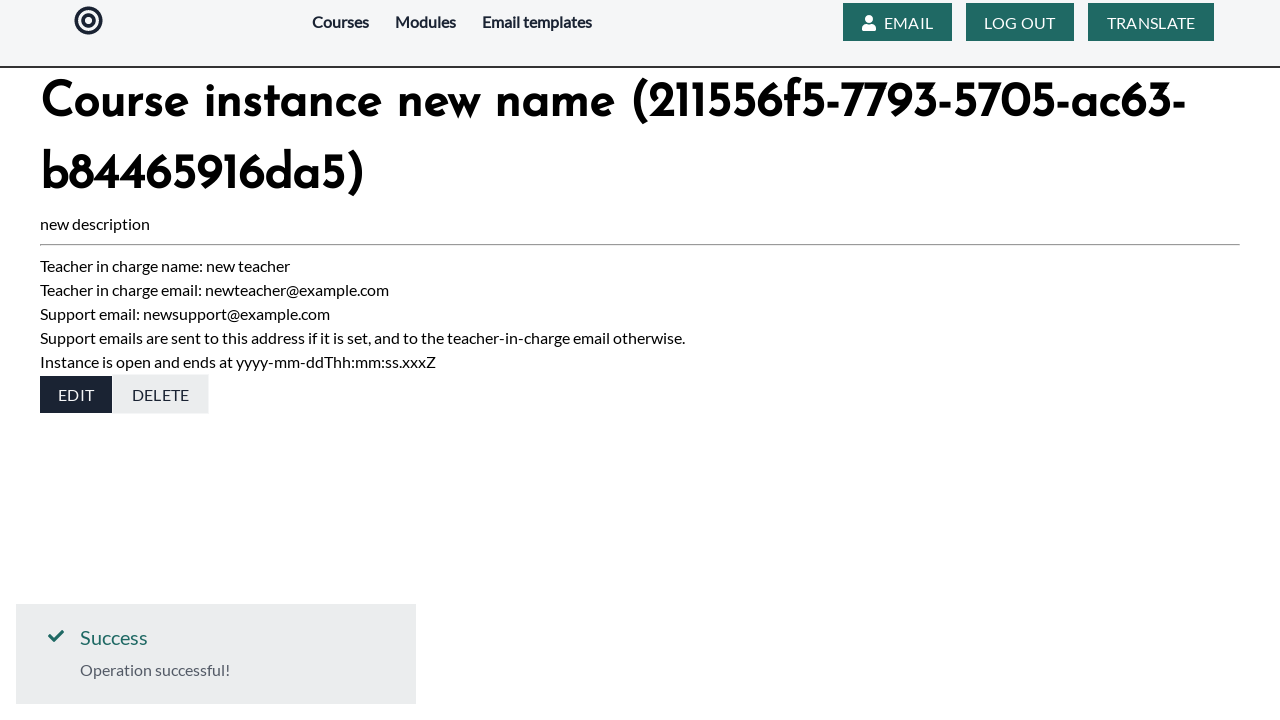 Courses Modules Email templates EMAIL LOG OUT TRANSLATE
Course instance new name (211556f5-7793-5705-ac63-
b84465916da5)
new description
Teacher in charge name: new teacher
Teacher in charge email: newteacher@example.com
Support email: newsupport@example.com
Support emails are sent to this address if it is set, and to the teacher-in-charge email otherwise.
Instance is open and ends at yyyy-mm-ddThh:mm:ss.xxxZ
EDIT DELETE
Success
Operation successful!